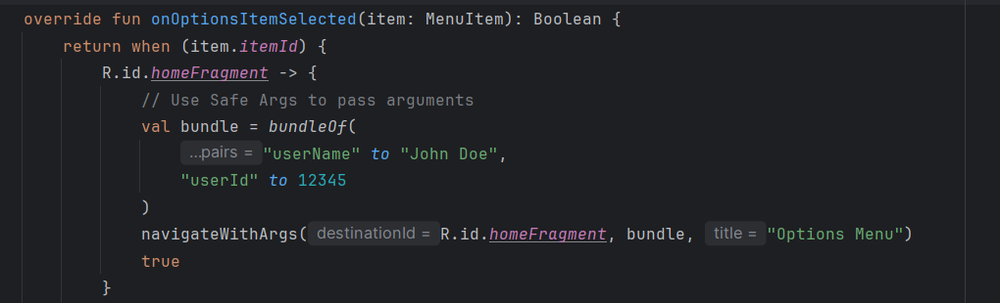 override fun onOptionsItemSelected(item: MenuItem): Boolean {
return when (item.itemId) {
R.id.homeFragment -> {
// Use Safe Args to pass arguments
val bundle = bundleOf(
...pairs = "userName" to "John Doe",
"userId" to 12345
)
navigateWithArgs( destinationId = R.id.homeFragment, bundle, title = "Options Menu")
true
}